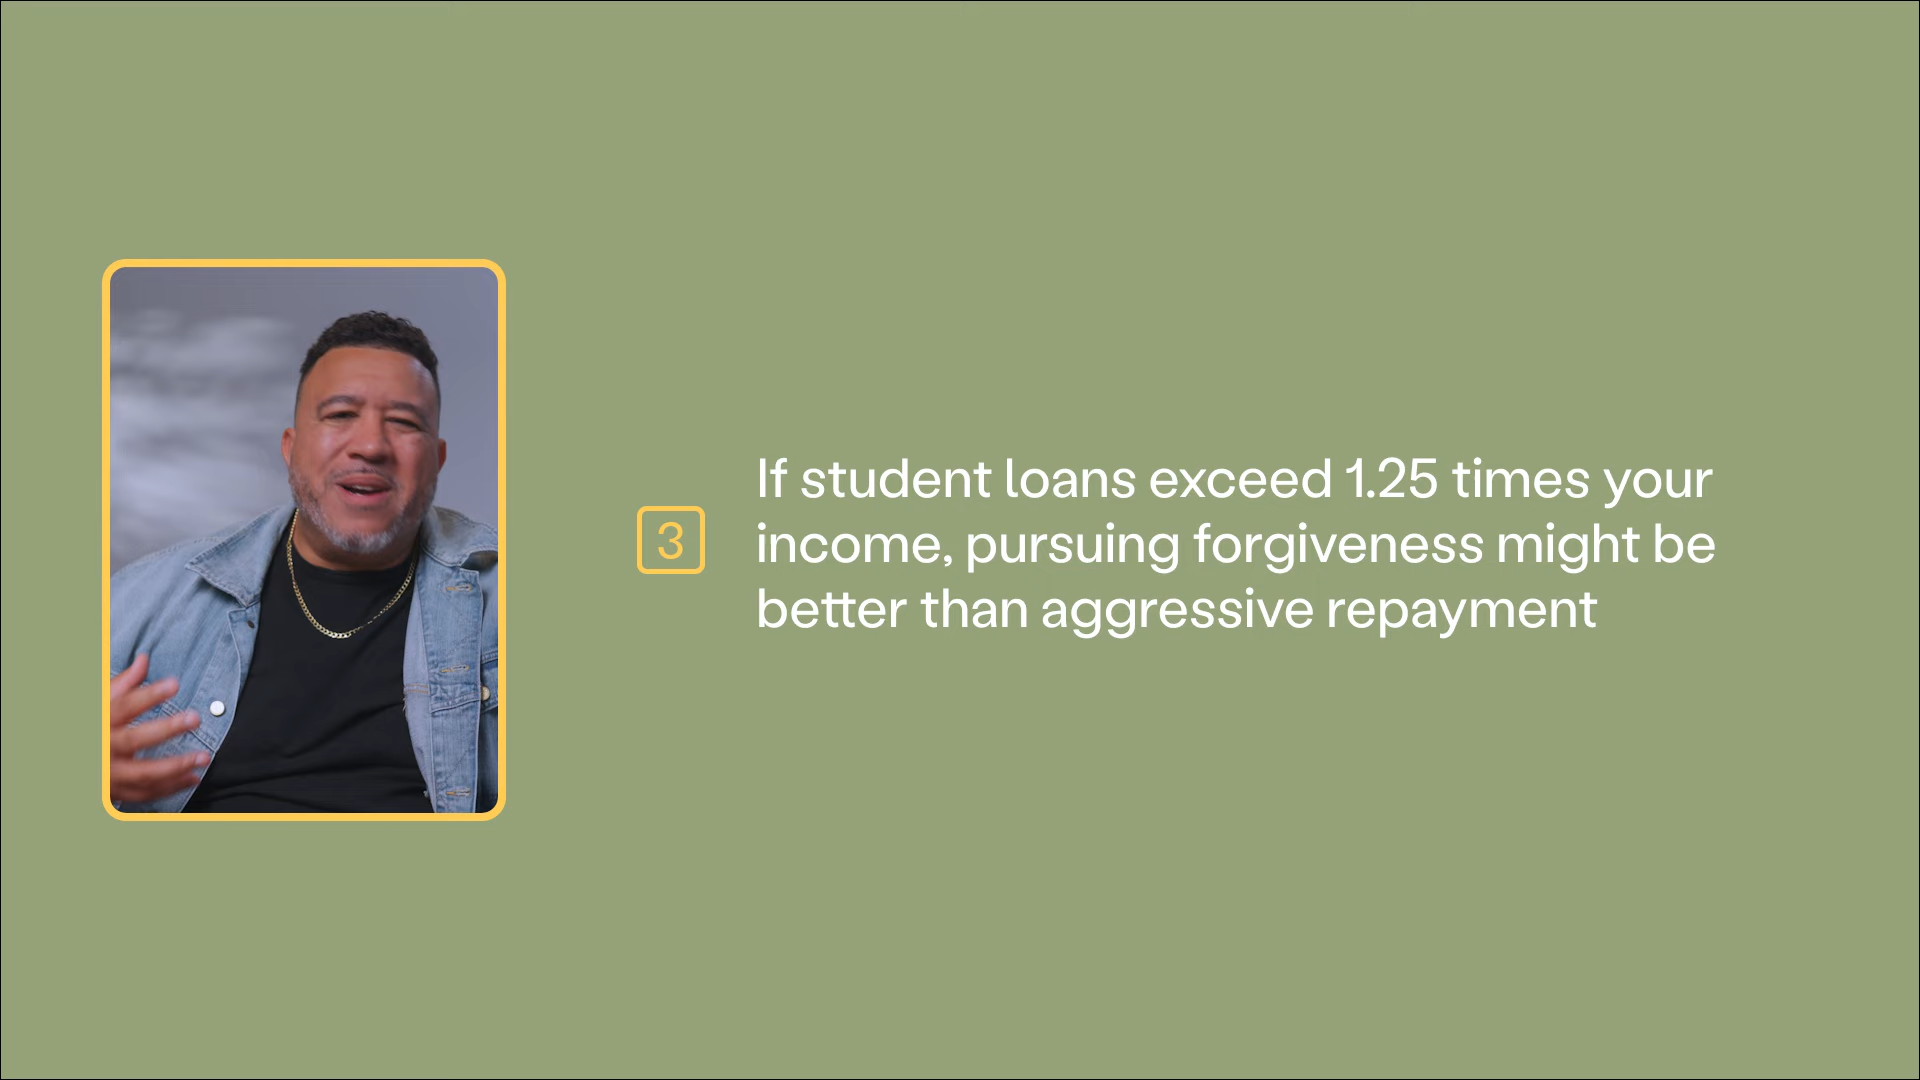 3
If student loans exceed 1.25 times your
income, pursuing forgiveness might be
better than aggressive repayment